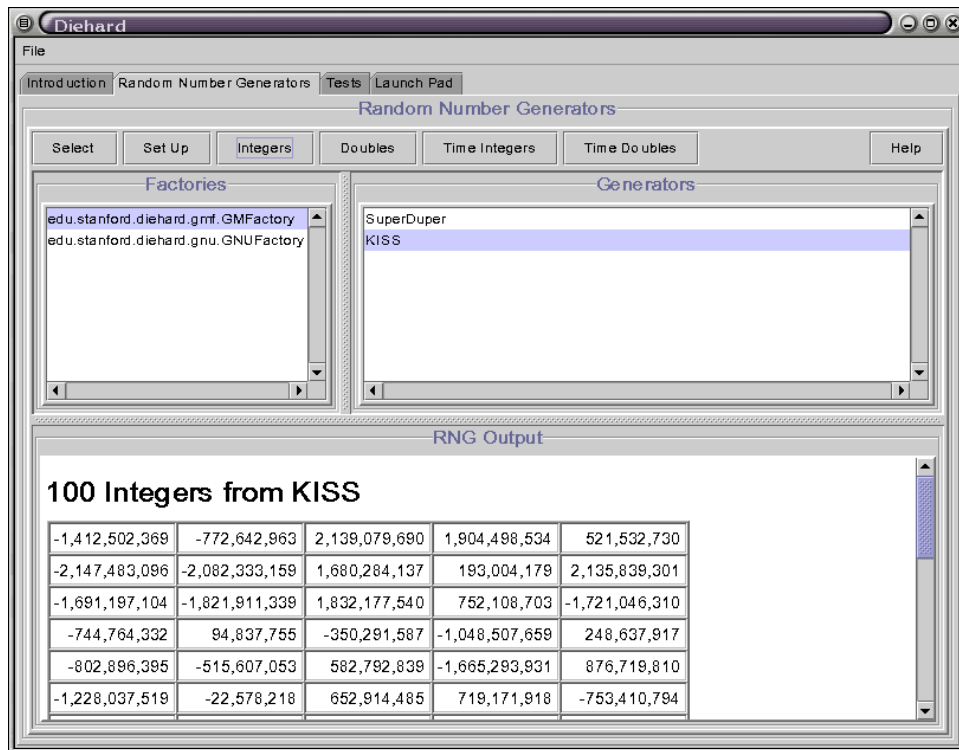 Diehard
File
Introduction Random Number Generators Tests Launch Pad
Random Number Generators
Select Set Up Integers Doubles Time Integers Time Doubles Help
Factories Generators
edu.stanford.diehard.gmf.GMFactory SuperDuper
edu.stanford.diehard.gnu.GNUFactory KISS
RNG Output
100 Integers from KISS
-1,412,502,369 -772,642,963 2,139,079,690 1,904,498,534 521,532,730
-2,147,483,096 -2,082,333,159 1,680,284,137 193,004,179 2,135,839,301
-1,691,197,104 -1,821,911,339 1,832,177,540 752,108,703 -1,721,046,310
-744,764,332 94,837,755 -350,291,587 -1,048,507,659 248,637,917
-802,896,395 -515,607,053 582,792,839 -1,665,293,931 876,719,810
-1,228,037,519 -22,578,218 652,914,485 719,171,918 -753,410,794